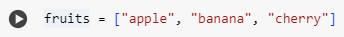 fruits = ["apple", "banana", "cherry"]